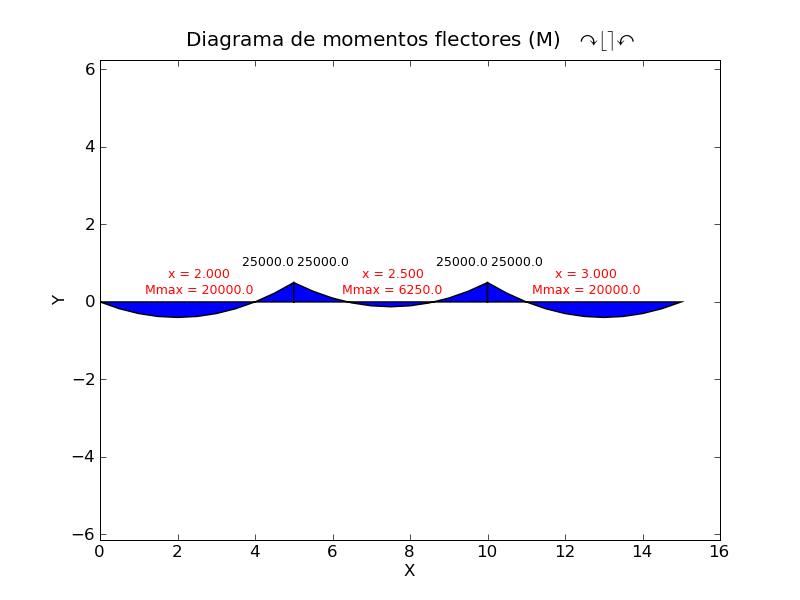 Diagrama de momentos flectores (M) ↷⌊⌉↶
6
4
2
25000.0 25000.0 25000.0 25000.0
x = 2.000 x = 2.500 x = 3.000
Mmax = 20000.0 Mmax = 6250.0 Mmax = 20000.0
Y
0
−2
−4
−6
0 2 4 6 8 10 12 14 16
X